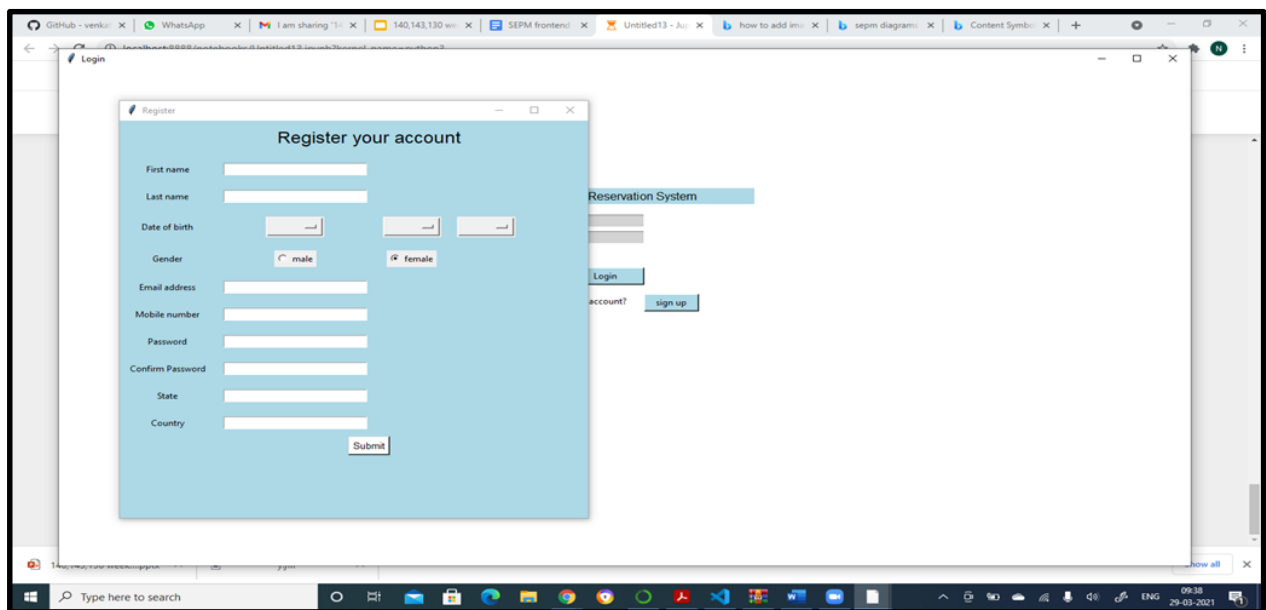 GitHub - venkat
WhatsApp
I am sharing '14
140,143,130 we
SEPM frontend
Untitled13 - Jup
how to add ima
sepm diagrams
Content Symbo
Login
Register
Register your account
First name
Last name
Reservation System
Date of birth
Gender
male
female
Email address
Login
Mobile number
account?
sign up
Password
Confirm Password
State
Country
Submit
Show all
Type here to search
ENG
09:38
29-03-2021
N